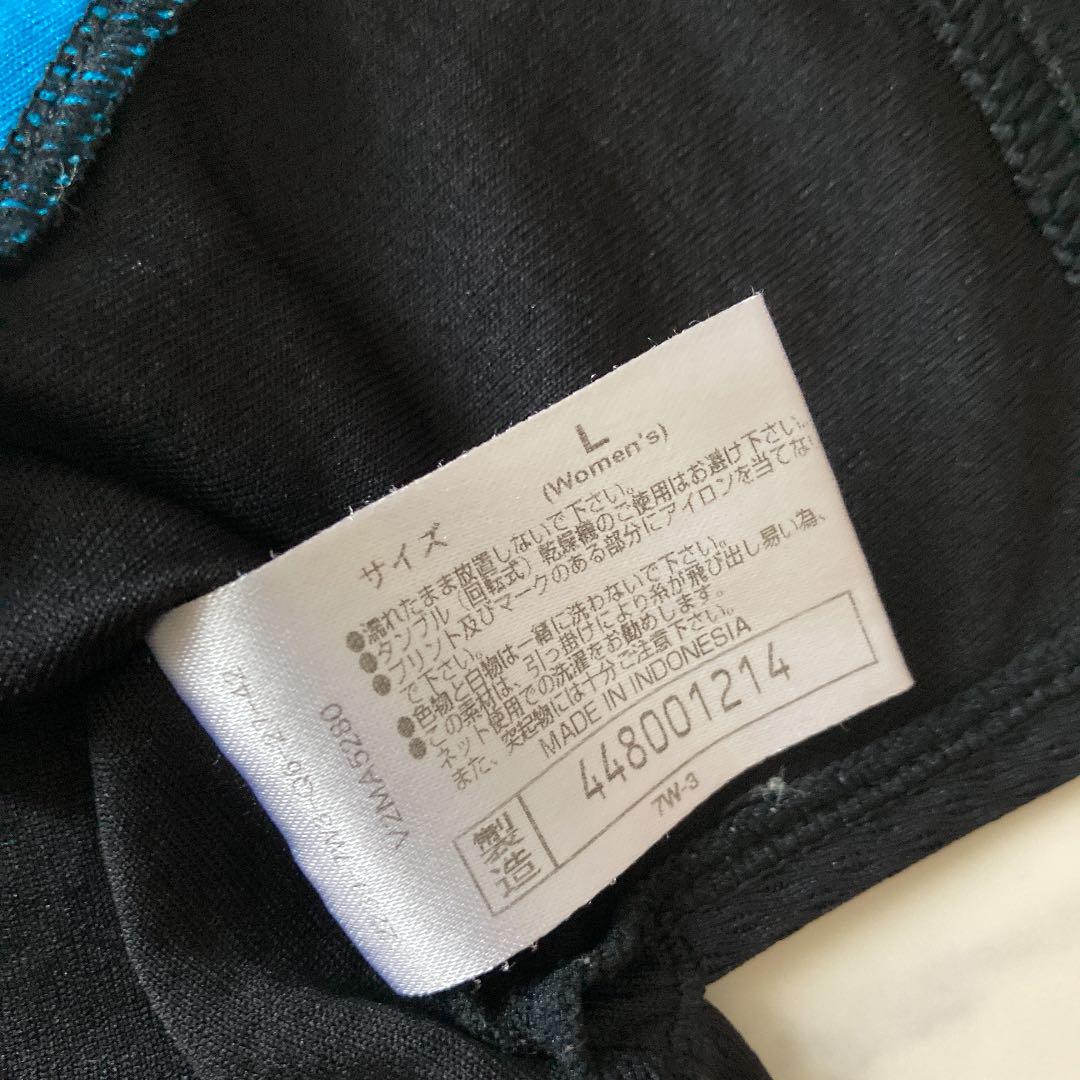 サイズ
L
(Women's)
●濡れたまま放置しないで下さい。
●タンブル（回転式）乾燥機のご使用はお避け下さい。
●プリント及びマークのある部分にアイロンを当てな
で下さい。
●色物と白物は一緒に洗わないで下さい。
●この素材は、引っ掛けにより糸が飛び出し易い為、
ネット使用での洗濯をお勧めします。
また、突起物には十分ご注意下さい。
MADE IN INDONESIA
製造
448001214
7W-3
V2MA5280